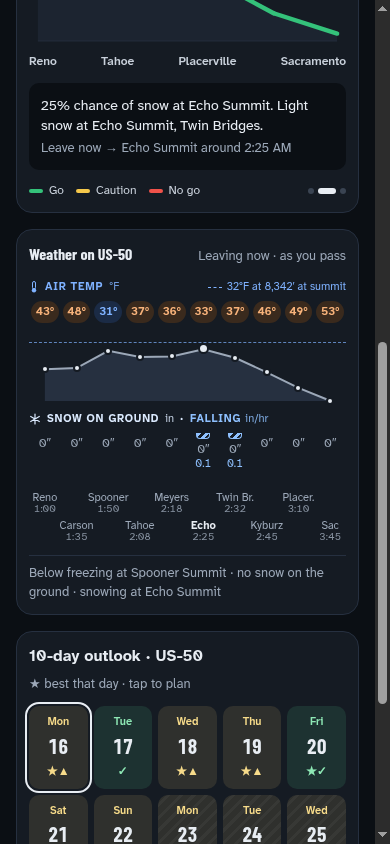 Reno Tahoe Placerville Sacramento
25% chance of snow at Echo Summit. Light
snow at Echo Summit, Twin Bridges.
Leave now → Echo Summit around 2:25 AM
Go Caution No go
Weather on US-50 Leaving now · as you pass
AIR TEMP °F --- 32°F at 8,342′ at summit
43° 48° 31° 37° 36° 33° 37° 46° 49° 53°
SNOW ON GROUND in · FALLING in/hr
0″ 0″ 0″ 0″ 0″ 0″ 0″ 0″ 0″ 0″
0.1 0.1
Reno Spooner Meyers Twin Br. Placer.
1:00 1:50 2:18 2:32 3:10
Carson Tahoe Echo Kyburz Sac
1:35 2:08 2:25 2:45 3:45
Below freezing at Spooner Summit · no snow on the
ground · snowing at Echo Summit
10-day outlook · US-50
★ best that day · tap to plan
Mon Tue Wed Thu Fri
16 17 18 19 20
★▲ ✓ ★▲ ★▲ ★✓
Sat Sun Mon Tue Wed
21 22 23 24 25